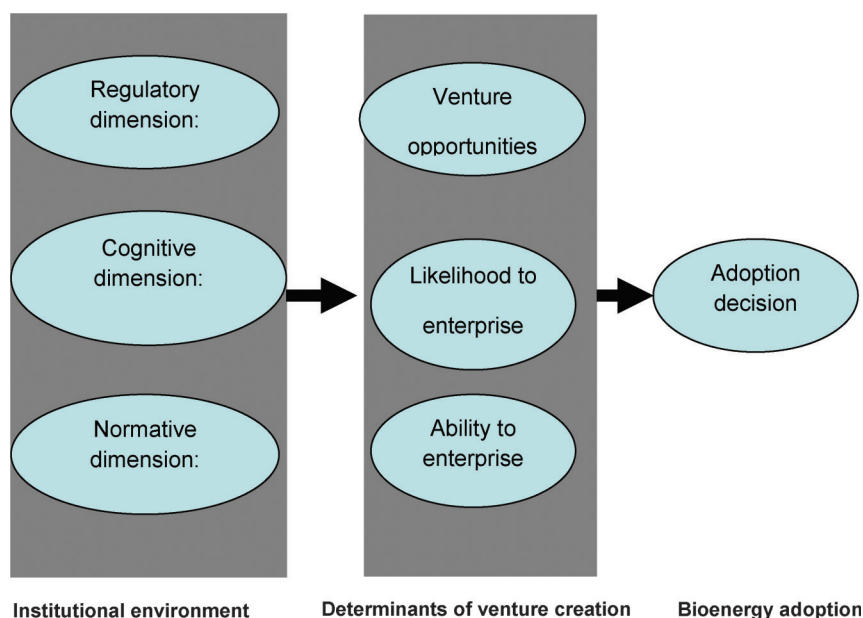 Regulatory
dimension:
Cognitive
dimension:
Normative
dimension:
Venture
opportunities
Likelihood to
enterprise
Ability to
enterprise
Adoption
decision
Institutional environment
Determinants of venture creation
Bioenergy adoption